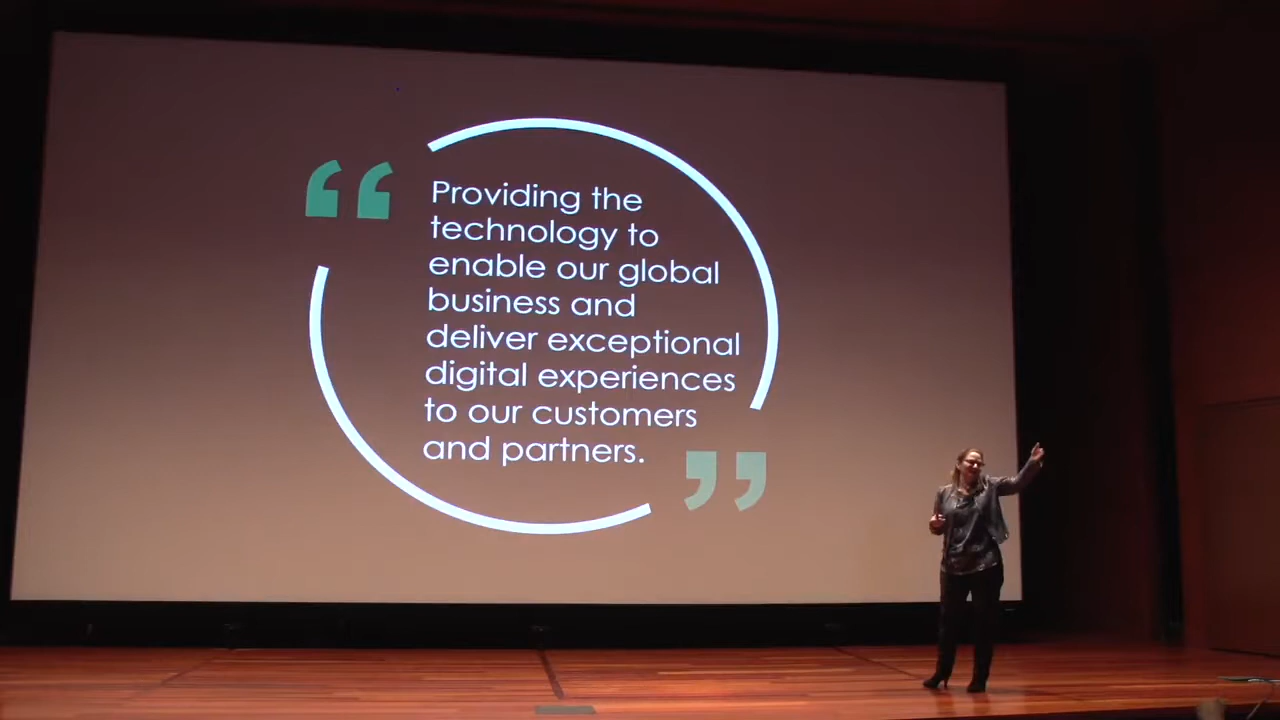 “
Providing the
technology to
enable our global
business and
deliver exceptional
digital experiences
to our customers
and partners.
”